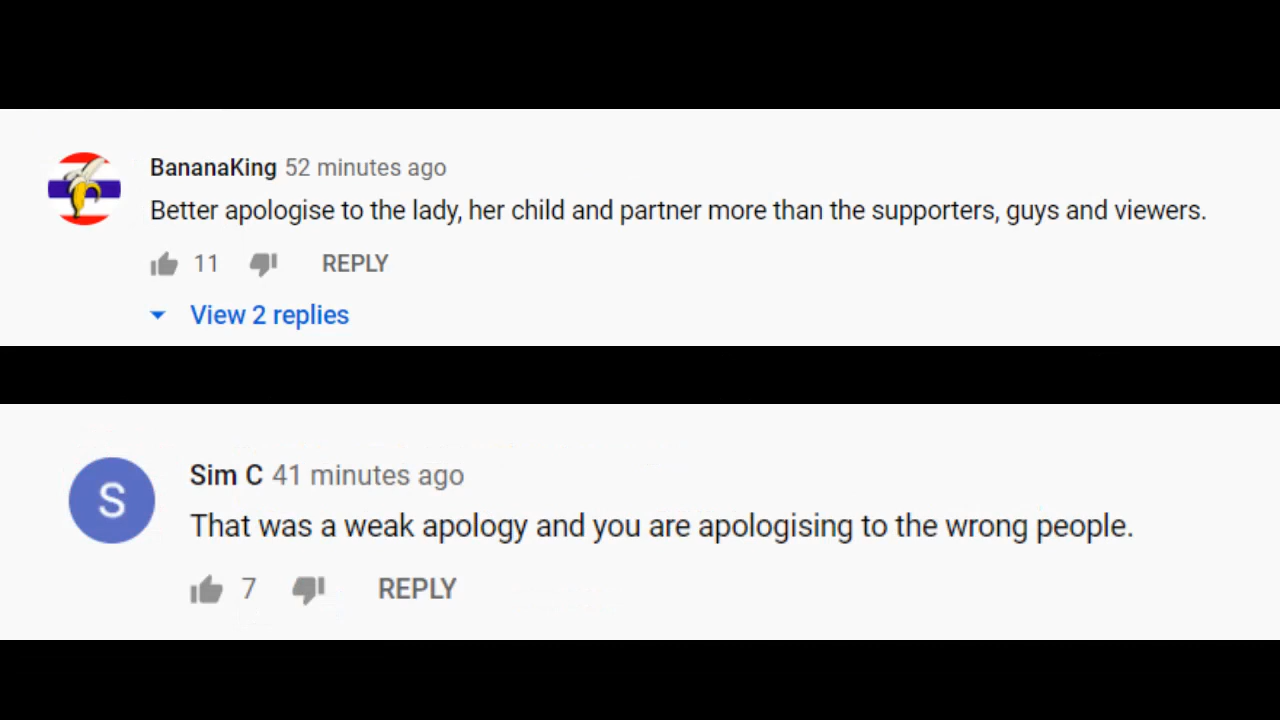 BananaKing 52 minutes ago
Better apologise to the lady, her child and partner more than the supporters, guys and viewers.
11 REPLY
View 2 replies
S
Sim C 41 minutes ago
That was a weak apology and you are apologising to the wrong people.
7 REPLY